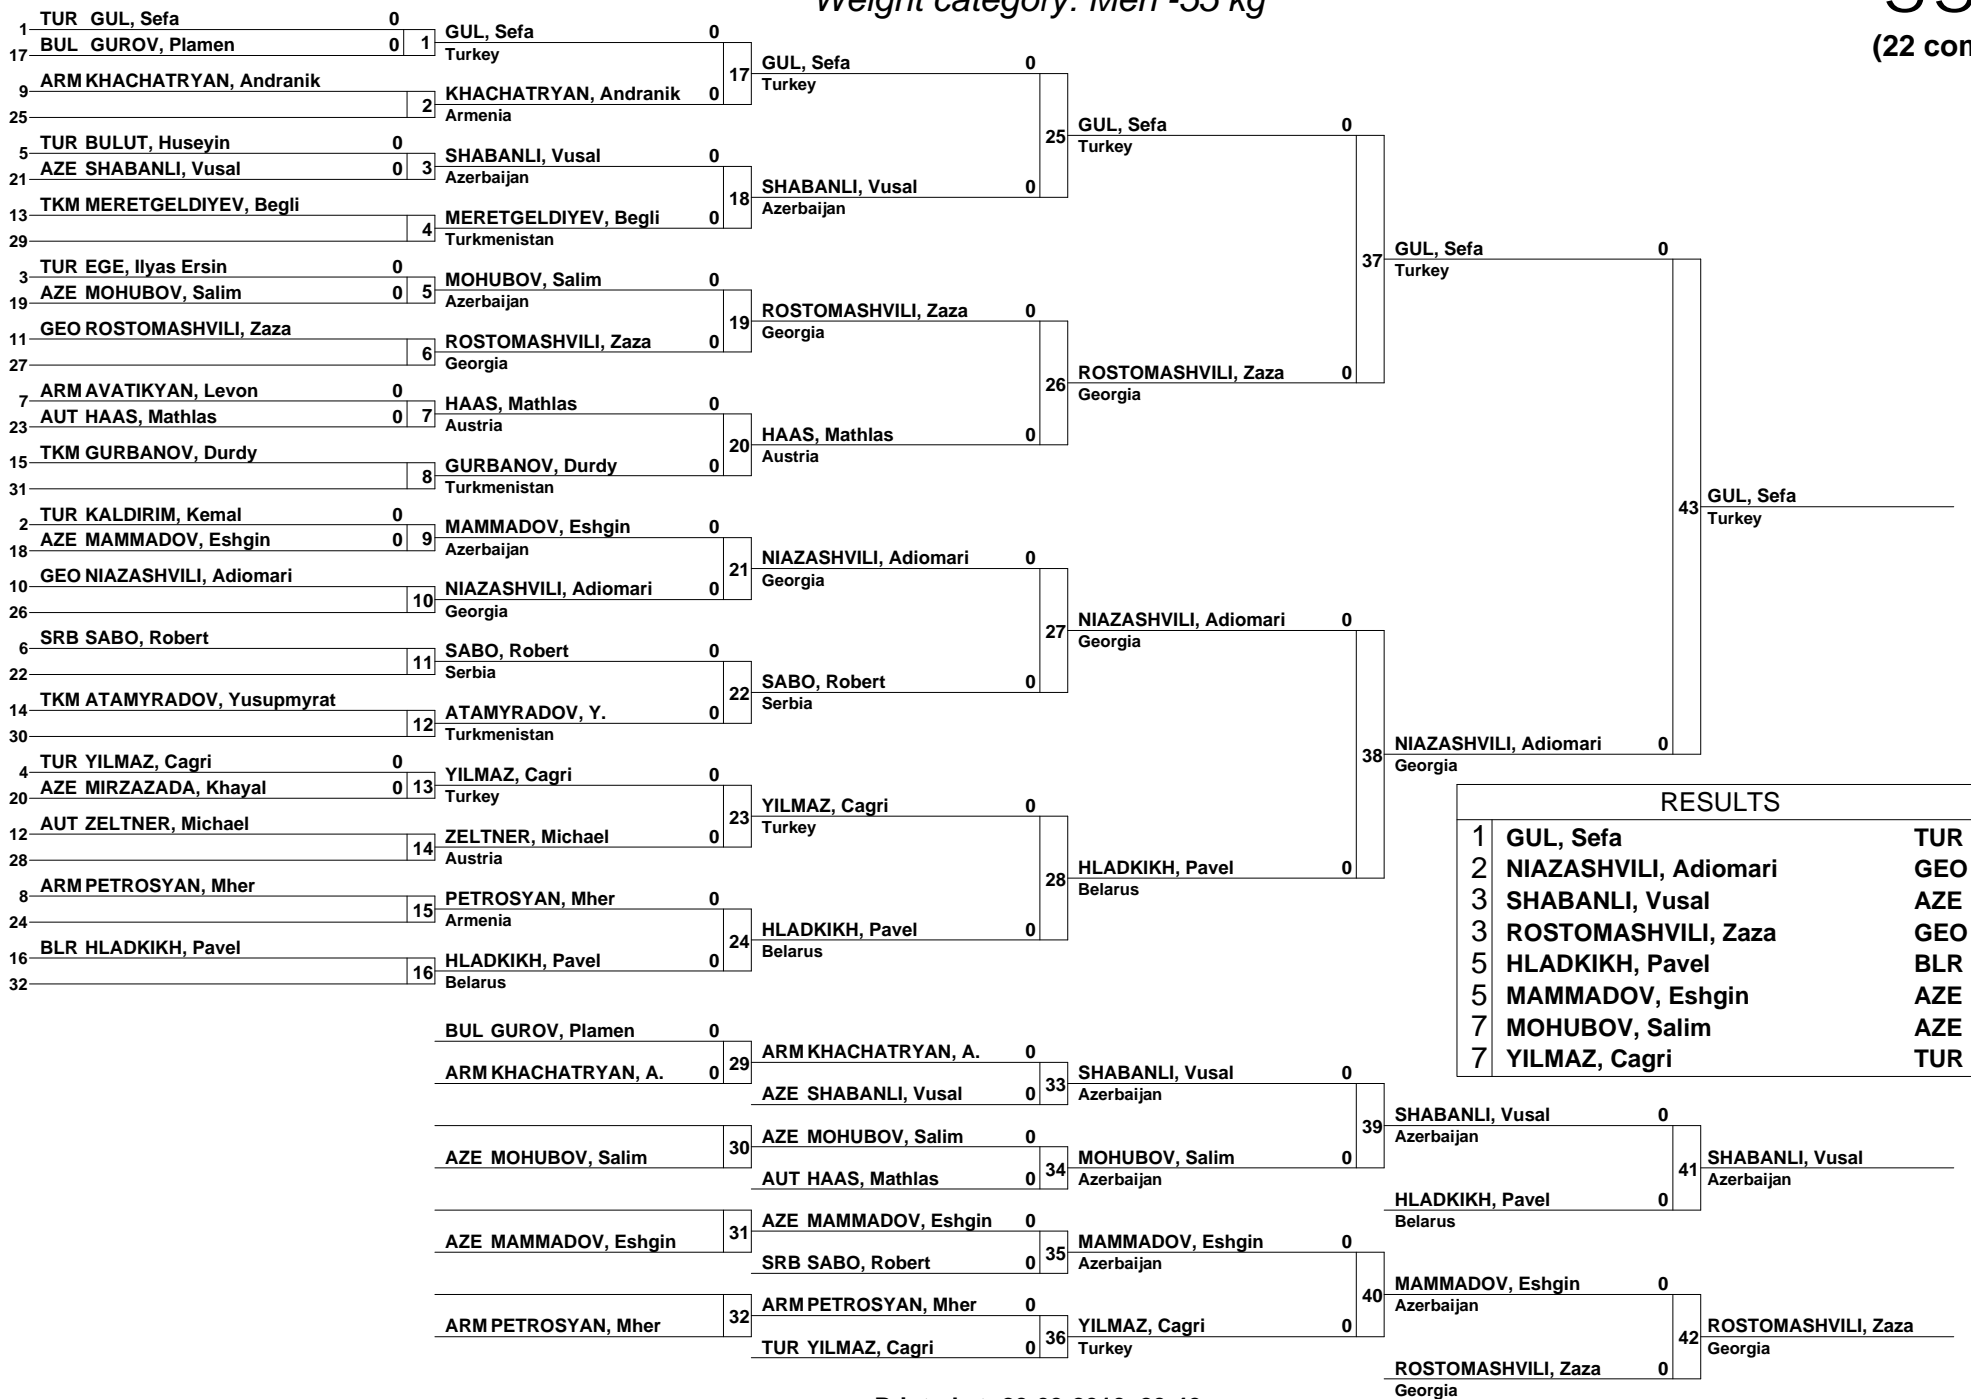 Weight category: Men -55 kg
(22 con
1 TUR GUL, Sefa 0
17 BUL GUROV, Plamen 0 1
9 ARM KHACHATRYAN, Andranik
25 2
5 TUR BULUT, Huseyin 0
21 AZE SHABANLI, Vusal 0 3
13 TKM MERETGELDIYEV, Begli
29 4
3 TUR EGE, Ilyas Ersin 0
19 AZE MOHUBOV, Salim 0 5
11 GEO ROSTOMASHVILI, Zaza
27 6
7 ARM AVATIKYAN, Levon 0
23 AUT HAAS, Mathlas 0 7
15 TKM GURBANOV, Durdy
31 8
2 TUR KALDIRIM, Kemal 0
18 AZE MAMMADOV, Eshgin 0 9
10 GEO NIAZASHVILI, Adiomari
26 10
6 SRB SABO, Robert
22 11
14 TKM ATAMYRADOV, Yusupmyrat
30 12
4 TUR YILMAZ, Cagri 0
20 AZE MIRZAZADA, Khayal 0 13
12 AUT ZELTNER, Michael
28 14
8 ARM PETROSYAN, Mher
24 15
16 BLR HLADKIKH, Pavel
32 16
GUL, Sefa 0
Turkey
17
KHACHATRYAN, Andranik 0
Armenia
SHABANLI, Vusal 0
Azerbaijan
18
MERETGELDIYEV, Begli 0
Turkmenistan
MOHUBOV, Salim 0
Azerbaijan
19
ROSTOMASHVILI, Zaza 0
Georgia
HAAS, Mathlas 0
Austria
20
GURBANOV, Durdy 0
Turkmenistan
MAMMADOV, Eshgin 0
Azerbaijan
21
NIAZASHVILI, Adiomari 0
Georgia
SABO, Robert 0
Serbia
22
ATAMYRADOV, Y. 0
Turkmenistan
YILMAZ, Cagri 0
Turkey
23
ZELTNER, Michael 0
Austria
PETROSYAN, Mher 0
Armenia
24
HLADKIKH, Pavel 0
Belarus
GUL, Sefa 0
Turkey
25
SHABANLI, Vusal 0
Azerbaijan
ROSTOMASHVILI, Zaza 0
Georgia
26
HAAS, Mathlas 0
Austria
NIAZASHVILI, Adiomari 0
Georgia
27
SABO, Robert 0
Serbia
YILMAZ, Cagri 0
Turkey
28
HLADKIKH, Pavel 0
Belarus
GUL, Sefa 0
Turkey
37
ROSTOMASHVILI, Zaza 0
Georgia
NIAZASHVILI, Adiomari 0
Georgia
38
HLADKIKH, Pavel 0
Belarus
GUL, Sefa 0
Turkey
43
NIAZASHVILI, Adiomari 0
Georgia
GUL, Sefa
Turkey
RESULTS
1 GUL, Sefa TUR
2 NIAZASHVILI, Adiomari GEO
3 SHABANLI, Vusal AZE
3 ROSTOMASHVILI, Zaza GEO
5 HLADKIKH, Pavel BLR
5 MAMMADOV, Eshgin AZE
7 MOHUBOV, Salim AZE
7 YILMAZ, Cagri TUR
BUL GUROV, Plamen 0
29
ARM KHACHATRYAN, A. 0
30
AZE MOHUBOV, Salim
31
AZE MAMMADOV, Eshgin
32
ARM PETROSYAN, Mher
ARM KHACHATRYAN, A. 0
33
AZE SHABANLI, Vusal 0
AZE MOHUBOV, Salim 0
34
AUT HAAS, Mathlas 0
AZE MAMMADOV, Eshgin 0
35
SRB SABO, Robert 0
ARM PETROSYAN, Mher 0
36
TUR YILMAZ, Cagri 0
SHABANLI, Vusal 0
Azerbaijan
39
MOHUBOV, Salim 0
Azerbaijan
MAMMADOV, Eshgin 0
Azerbaijan
40
YILMAZ, Cagri 0
Turkey
SHABANLI, Vusal 0
Azerbaijan
41
HLADKIKH, Pavel 0
Belarus
MAMMADOV, Eshgin 0
Azerbaijan
42
ROSTOMASHVILI, Zaza 0
Georgia
SHABANLI, Vusal
Azerbaijan
ROSTOMASHVILI, Zaza
Georgia